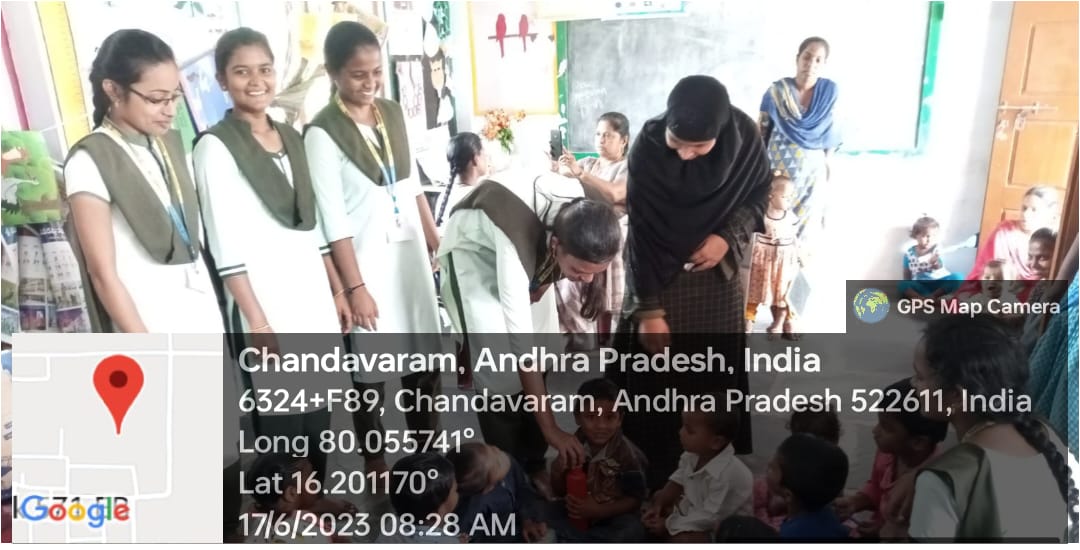 GPS Map Camera
Chandavaram, Andhra Pradesh, India
6324+F89, Chandavaram, Andhra Pradesh 522611, India
Long 80.055741°
Lat 16.201170°
17/6/2023 08:28 AM
Google